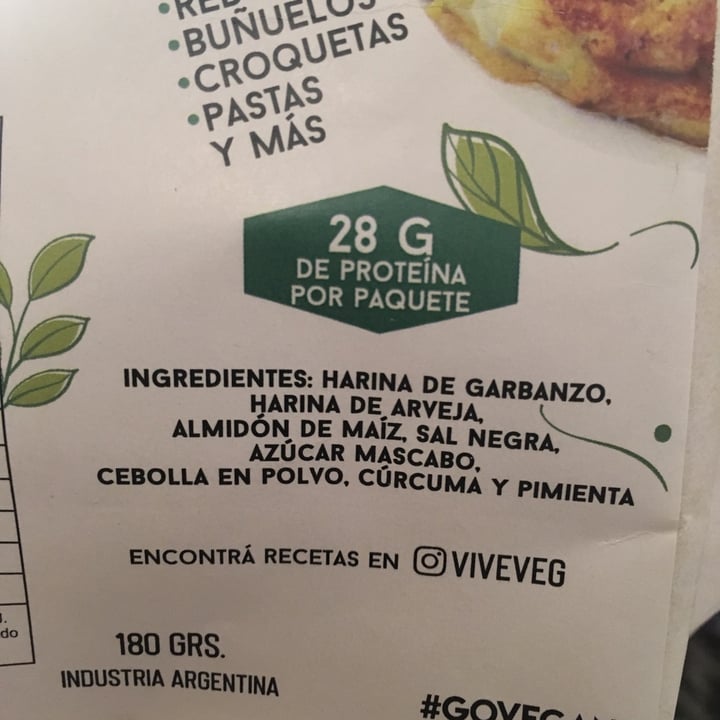 •BUÑUELOS
•CROQUETAS
•PASTAS
Y MÁS
28 G
DE PROTEÍNA
POR PAQUETE
INGREDIENTES: HARINA DE GARBANZO,
HARINA DE ARVEJA,
ALMIDÓN DE MAÍZ, SAL NEGRA,
AZÚCAR MASCABO,
CEBOLLA EN POLVO, CÚRCUMA Y PIMIENTA
ENCONTRÁ RECETAS EN VIVEVEG
180 GRS.
INDUSTRIA ARGENTINA